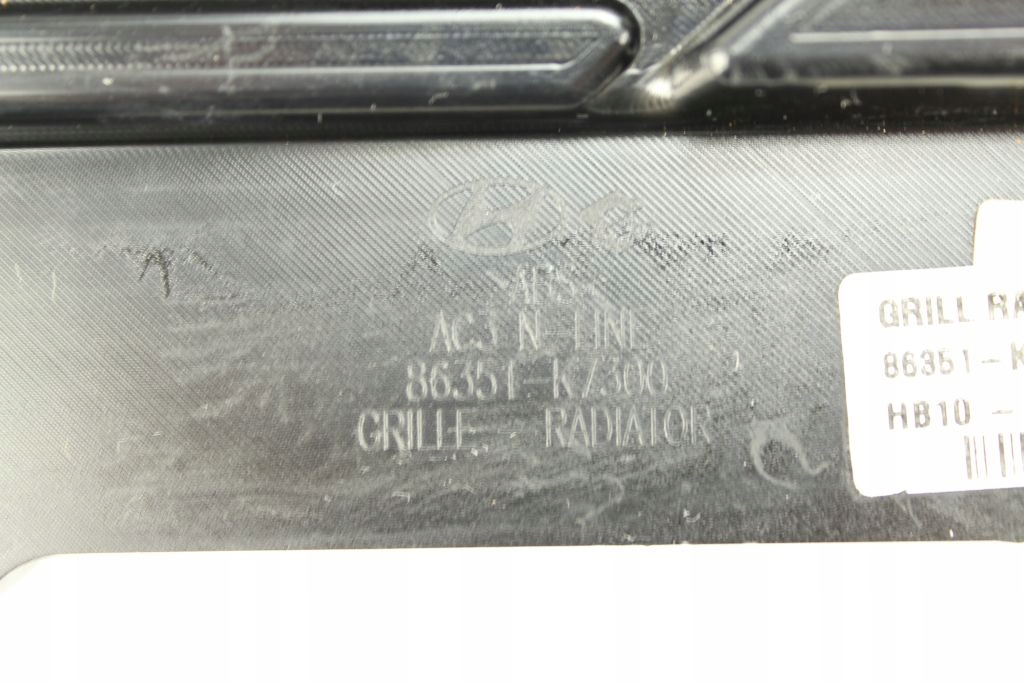 >ABS<
AC3 N-LINE
86351-K7300
GRILLE - RADIATOR
GRILL RA
86351-K
HB10 -